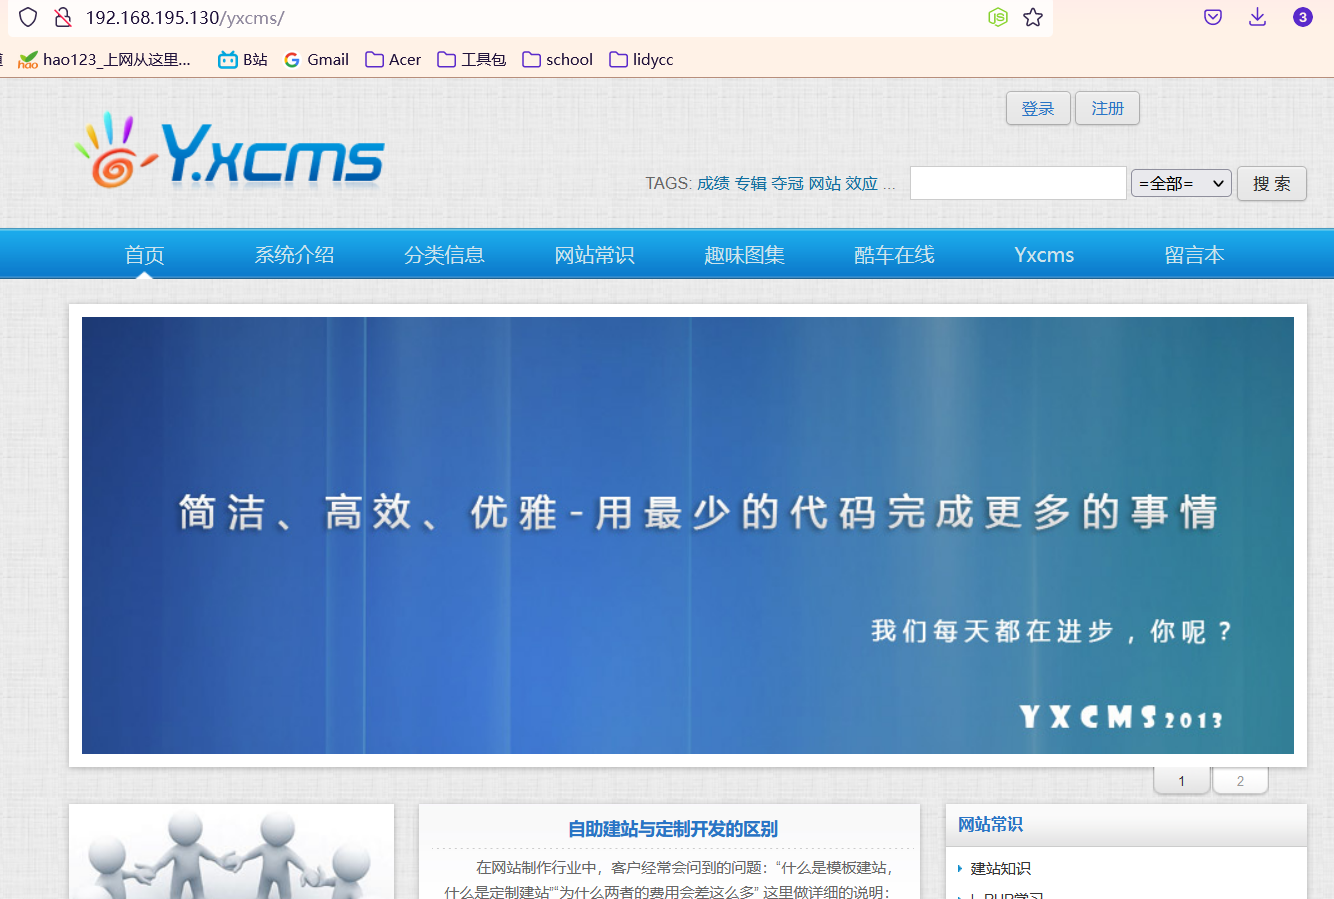 192.168.195.130/yxcms/
JS
3
hao123_上网从这里...
B站
Gmail
Acer
工具包
school
lidycc
登录
注册
Y.xcms
TAGS: 成绩 专辑 夺冠 网站 效应 ...
=全部=
搜 索
首页
系统介绍
分类信息
网站常识
趣味图集
酷车在线
Yxcms
留言本
简洁、高效、优雅-用最少的代码完成更多的事情
我们每天都在进步，你呢？
YXCMS2013
1
2
自助建站与定制开发的区别
在网站制作行业中，客户经常会问到的问题：“什么是模板建站，
什么是定制建站”“为什么两者的费用会差这么多” 这里做详细的说明：
网站常识
建站知识
PHP学习